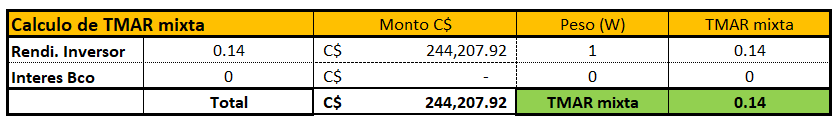 Calculo de TMAR mixta Monto C$ Peso (W) TMAR mixta
Rendi. Inversor 0.14 C$ 244,207.92 1 0.14
Interes Bco 0 C$ - 0 0
Total C$ 244,207.92 TMAR mixta 0.14